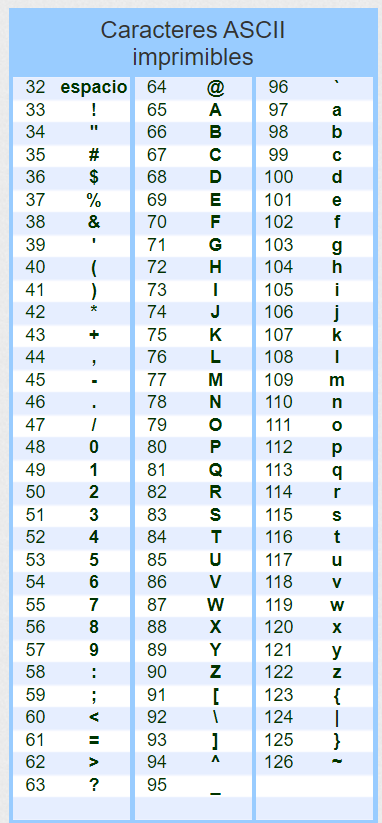 Caracteres ASCII
imprimibles
32 espacio 64 @ 96 `
33 ! 65 A 97 a
34 " 66 B 98 b
35 # 67 C 99 c
36 $ 68 D 100 d
37 % 69 E 101 e
38 & 70 F 102 f
39 ' 71 G 103 g
40 ( 72 H 104 h
41 ) 73 I 105 i
42 * 74 J 106 j
43 + 75 K 107 k
44 , 76 L 108 l
45 - 77 M 109 m
46 . 78 N 110 n
47 / 79 O 111 o
48 0 80 P 112 p
49 1 81 Q 113 q
50 2 82 R 114 r
51 3 83 S 115 s
52 4 84 T 116 t
53 5 85 U 117 u
54 6 86 V 118 v
55 7 87 W 119 w
56 8 88 X 120 x
57 9 89 Y 121 y
58 : 90 Z 122 z
59 ; 91 [ 123 {
60 < 92 \ 124 |
61 = 93 ] 125 }
62 > 94 ^ 126 ~
63 ? 95 _